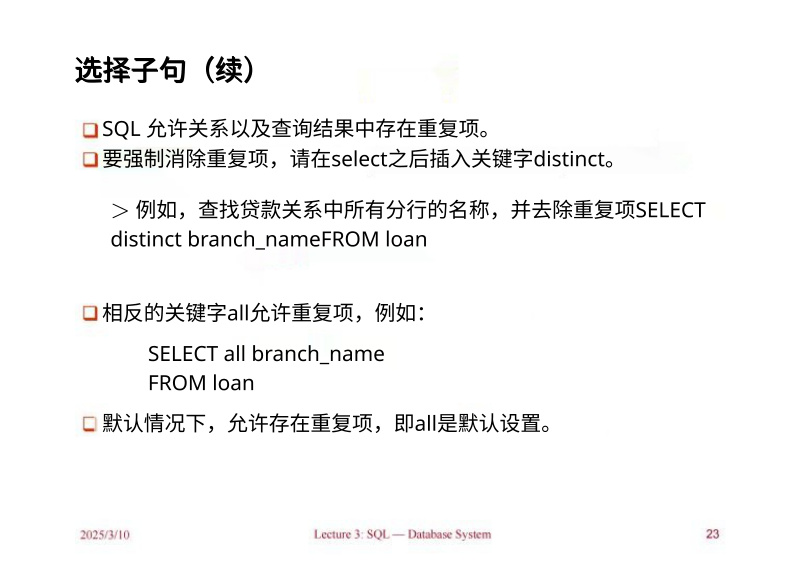 选择子句（续）
❑ SQL 允许关系以及查询结果中存在重复项。
❑ 要强制消除重复项，请在select之后插入关键字distinct。
＞ 例如，查找贷款关系中所有分行的名称，并去除重复项SELECT
distinct branch_nameFROM loan
❑ 相反的关键字all允许重复项，例如：
SELECT all branch_name
FROM loan
❑ 默认情况下，允许存在重复项，即all是默认设置。
2025/3/10 Lecture 3: SQL — Database System 23